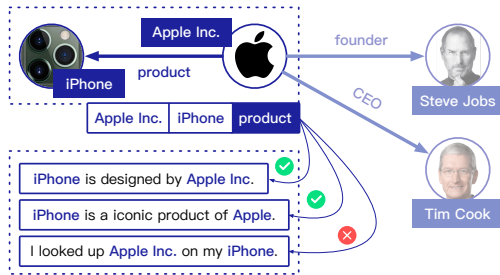 Apple Inc.
founder
product
iPhone
Steve Jobs
CEO
Apple Inc. iPhone product
iPhone is designed by Apple Inc.
iPhone is a iconic product of Apple.
Tim Cook
I looked up Apple Inc. on my iPhone.